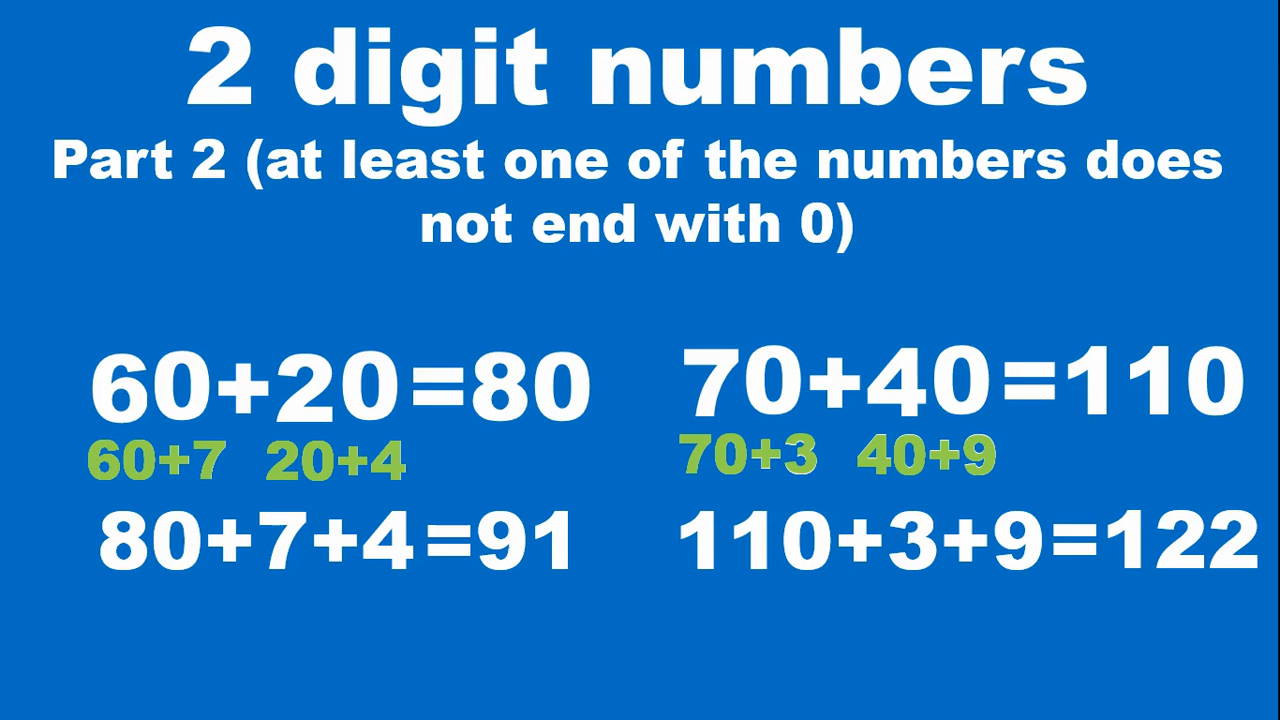 2 digit numbers
Part 2 (at least one of the numbers does
not end with 0)
60+20=80
60+7 20+4
80+7+4=91
70+40=110
70+3 40+9
110+3+9=122